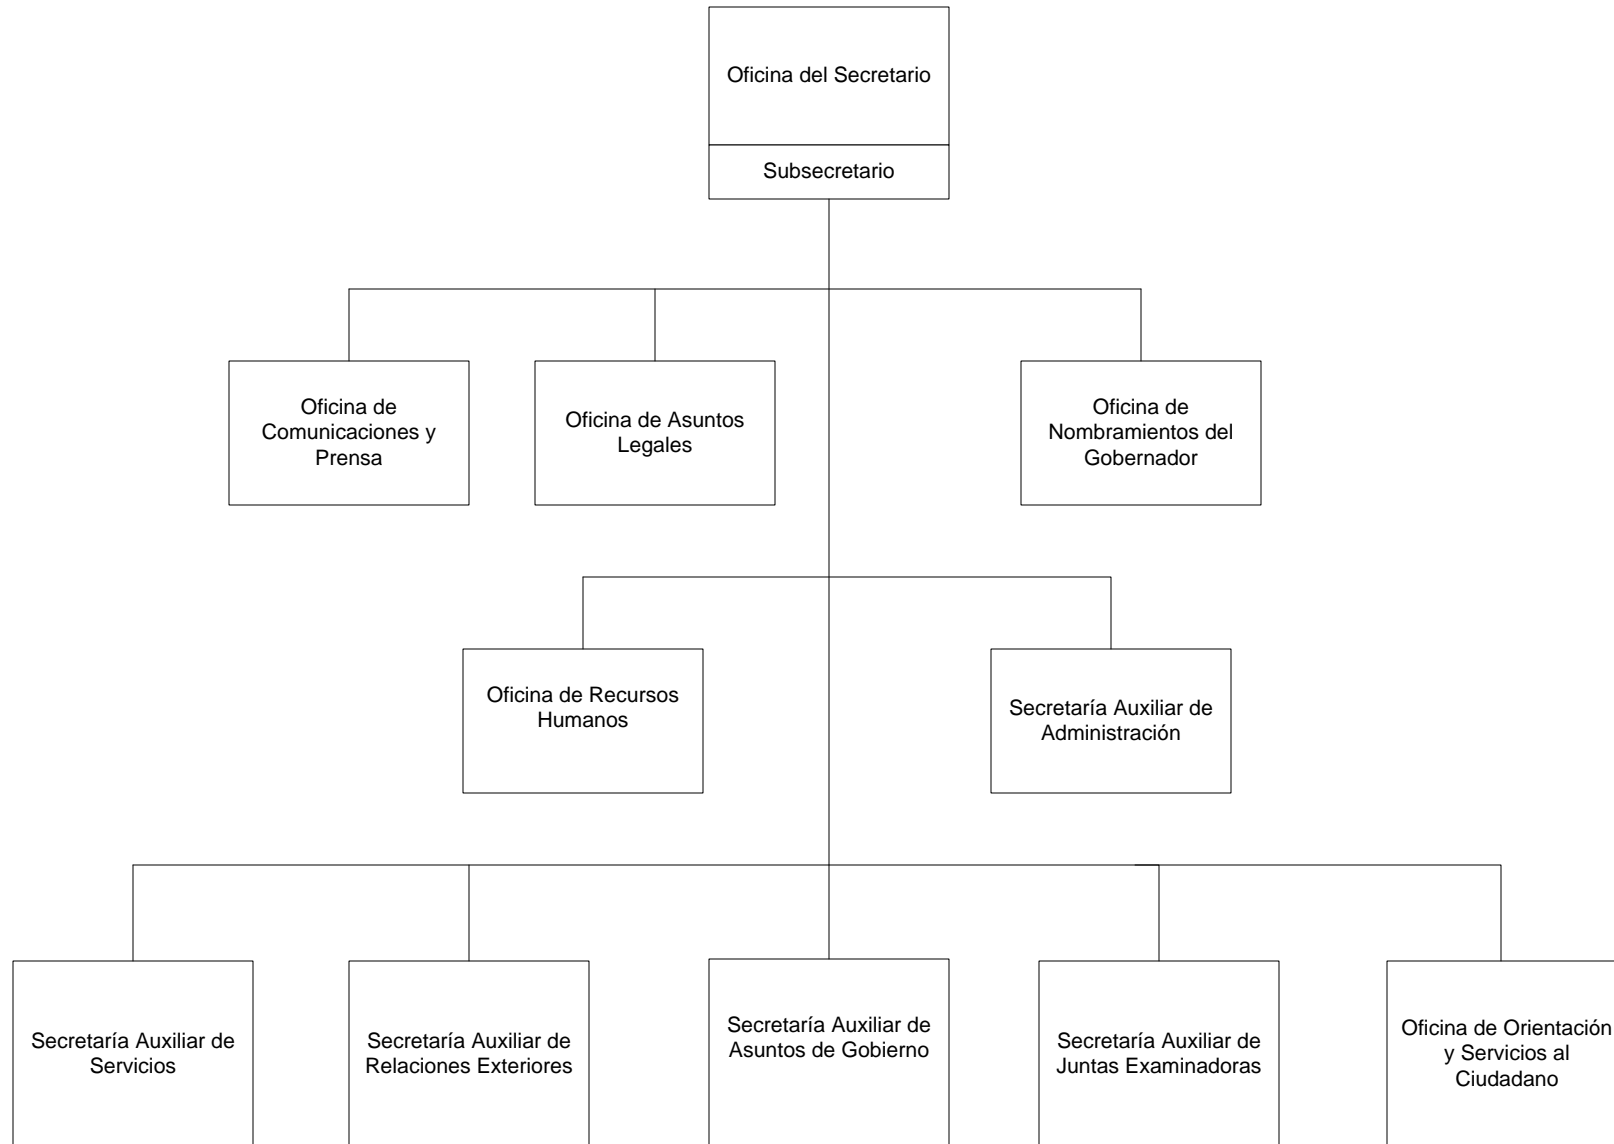 Oficina del Secretario
Subsecretario
Oficina de
Comunicaciones y
Prensa
Oficina de Asuntos
Legales
Oficina de
Nombramientos del
Gobernador
Oficina de Recursos
Humanos
Secretaría Auxiliar de
Administración
Secretaría Auxiliar de
Servicios
Secretaría Auxiliar de
Relaciones Exteriores
Secretaría Auxiliar de
Asuntos de Gobierno
Secretaría Auxiliar de
Juntas Examinadoras
Oficina de Orientación
y Servicios al
Ciudadano